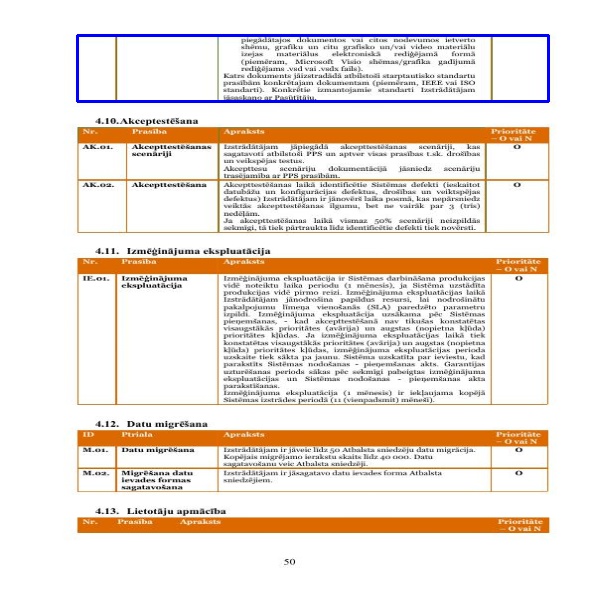 piegādātajos dokumentos vai citos nodevumos ietverto
shēmu, grafiku un citu grafisko un/vai video materiālu
izejas materiālus elektroniskā rediģējamā formā
(piemēram, Microsoft Visio shēmas/grafika gadījumā
rediģējams .vsd vai .vsdx fails).
Katrs dokuments jāizstrādādā atbilstoši starptautisko standartu
prasībām konkrētajam dokumentam (piemēram, IEEE vai ISO
standarti). Konkrētie izmantojamie standarti Izstrādātājam
jāsaskaņo ar Pasūtītāju.
4.10. Akceptestēšana
Nr. Prasība Apraksts Prioritāte
– O vai N
AK.01. Akcepttestēšanas Izstrādātājam jāpiegādā akcepttestēšanas scenāriji, kas O
scenāriji sagatavoti atbilstoši PPS un aptver visas prasības t.sk. drošības
un veikspējas testus.
Akcepttesu scenāriju dokumentācijā jāsniedz scenāriju
trasējamība ar PPS prasībām.
AK.02. Akcepttestēšana Akcepttestēšanas laikā identificētie Sistēmas defekti (ieskaitot O
datubāžu un konfigurācijas defektus, drošības un veiktspējas
defektus) Izstrādātājam ir jānovērš laika posmā, kas nepārsniedz
veiktās akcepttestēšanas ilgumu, bet ne vairāk par 3 (trīs)
nedēļām.
Ja akcepttestēšanas laikā vismaz 50% scenāriji neizpildās
sekmīgi, tā tiek pārtraukta līdz identificētie defekti tiek novērsti.
4.11. Izmēģinājuma ekspluatācija
Nr. Prasība Apraksts Prioritāte
– O vai N
IE.01. Izmēģinājuma Izmēģinājuma ekspluatācija ir Sistēmas darbināšana produkcijas O
ekspluatācija vidē noteiktu laika periodu (1 mēnesis), ja Sistēma uzstādīta
produkcijas vidē pirmo reizi. Izmēģinājuma ekspluatācijas laikā
Izstrādātājam jānodrošina papildus resursi, lai nodrošinātu
pakalpojumu līmeņa vienošanās (SLA) paredzēto parametru
izpildi. Izmēģinājuma ekspluatācija uzsākama pēc Sistēmas
pieņemšanas, - kad akcepttestēšanā nav tikušas konstatētas
visaugstākās prioritātes (avārija) un augstas (nopietna kļūda)
prioritātes kļūdas. Ja izmēģinājuma ekspluatācijas laikā tiek
konstatētas visaugstākās prioritātes (avārija) un augstas (nopietna
kļūda) prioritātes kļūdas, izmēģinājuma ekspluatācijas perioda
uzskaite tiek sākta pa jaunu. Sistēma uzskatīta par ieviestu, kad
parakstīts Sistēmas nodošanas - pieņemšanas akts. Garantijas
uzturēšanas periods sākas pēc sekmīgi pabeigtas izmēģinājuma
ekspluatācijas un Sistēmas nodošanas - pieņemšanas akta
parakstīšanas.
Izmēģinājuma ekspluatācija (1 mēnesis) ir iekļaujama kopējā
Sistēmas izstrādes periodā (11 (vienpadsmit) mēneši).
4.12. Datu migrēšana
ID Ptriala Apraksts Prioritāte
– O vai N
M.01. Datu migrēšana Izstrādātājam ir jāveic līdz 50 Atbalsta sniedzēju datu migrācija. O
Kopējais migrējamo ierakstu skaits līdz 40 000. Datu
sagatavošanu veic Atbalsta sniedzēji.
M.02. Migrēšana datu Izstrādātājam ir jāsagatavo datu ievades forma Atbalsta O
ievades formas sniedzējiem.
sagatavošana
4.13. Lietotāju apmācība
Nr. Prasība Apraksts Prioritāte
– O vai N
50